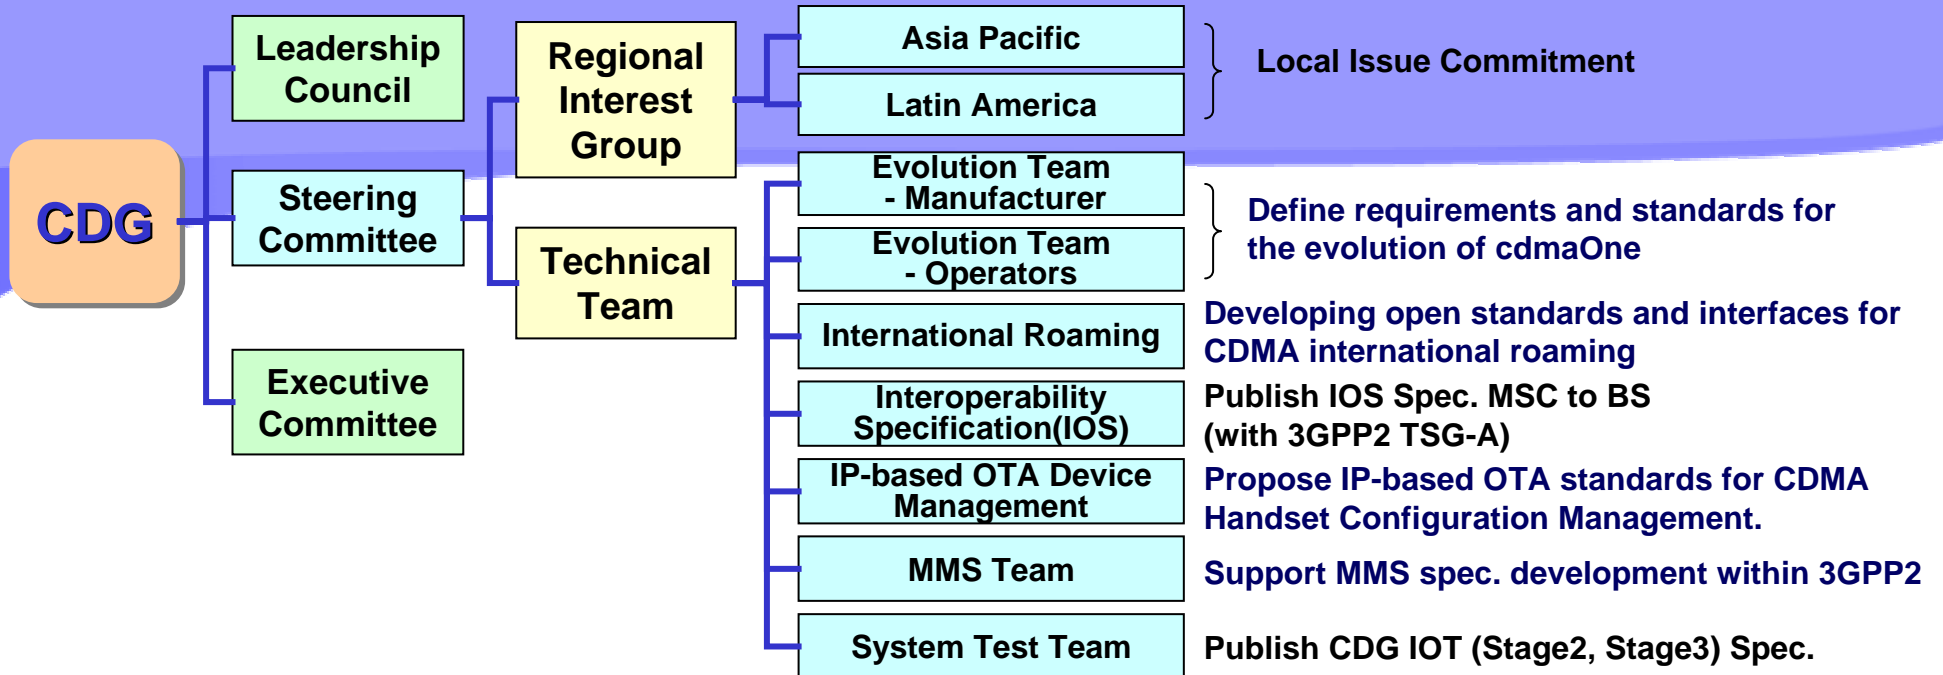 CDG
Leadership
Council
Steering
Committee
Executive
Committee
Regional
Interest
Group
Technical
Team
Asia Pacific
Latin America
Local Issue Commitment
Evolution Team
- Manufacturer
Evolution Team
- Operators
Define requirements and standards for
the evolution of cdmaOne
International Roaming
Developing open standards and interfaces for
CDMA international roaming
Interoperability
Specification(IOS)
Publish IOS Spec. MSC to BS
(with 3GPP2 TSG-A)
IP-based OTA Device
Management
Propose IP-based OTA standards for CDMA
Handset Configuration Management.
MMS Team
Support MMS spec. development within 3GPP2
System Test Team
Publish CDG IOT (Stage2, Stage3) Spec.